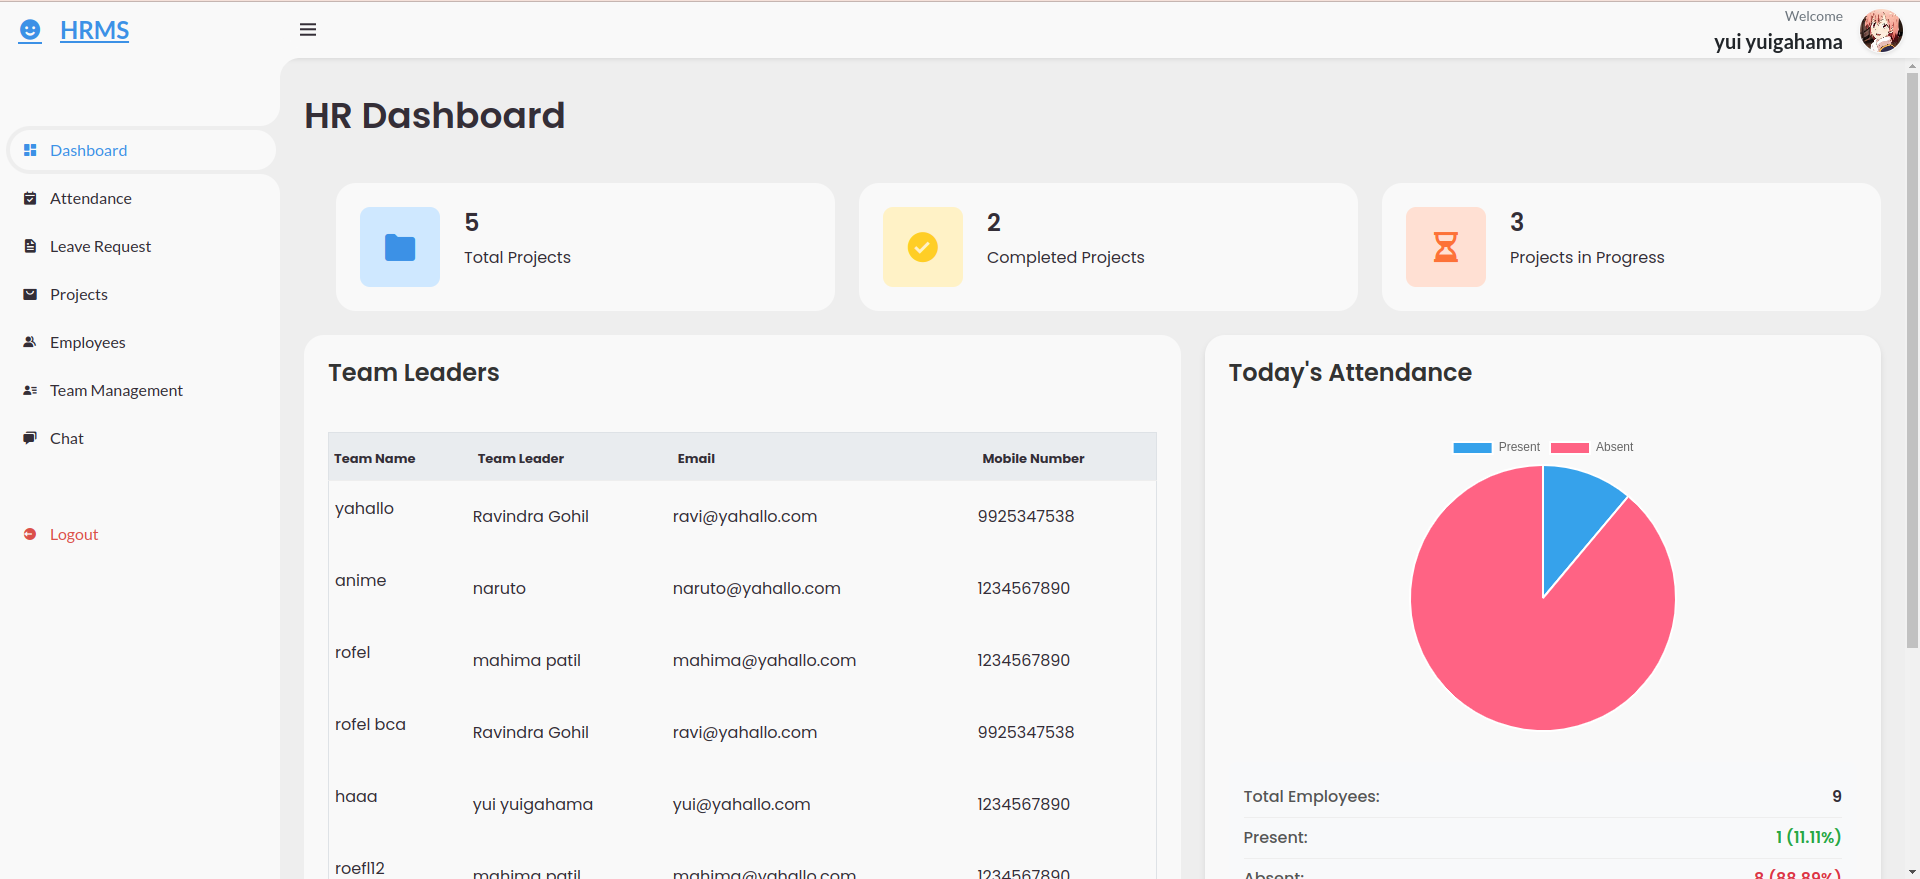 HRMS
Welcome
yui yuigahama
Dashboard
Attendance
Leave Request
Projects
Employees
Team Management
Chat
Logout
HR Dashboard
5
Total Projects
2
Completed Projects
3
Projects in Progress
Team Leaders
Team Name Team Leader Email Mobile Number
yahallo Ravindra Gohil ravi@yahallo.com 9925347538
anime naruto naruto@yahallo.com 1234567890
rofel mahima patil mahima@yahallo.com 1234567890
rofel bca Ravindra Gohil ravi@yahallo.com 9925347538
haaa yui yuigahama yui@yahallo.com 1234567890
roefl12 mahima patil mahima@yahallo.com 1234567890
Today's Attendance
Present Absent
Total Employees: 9
Present: 1 (11.11%)
Absent: 8 (88.89%)